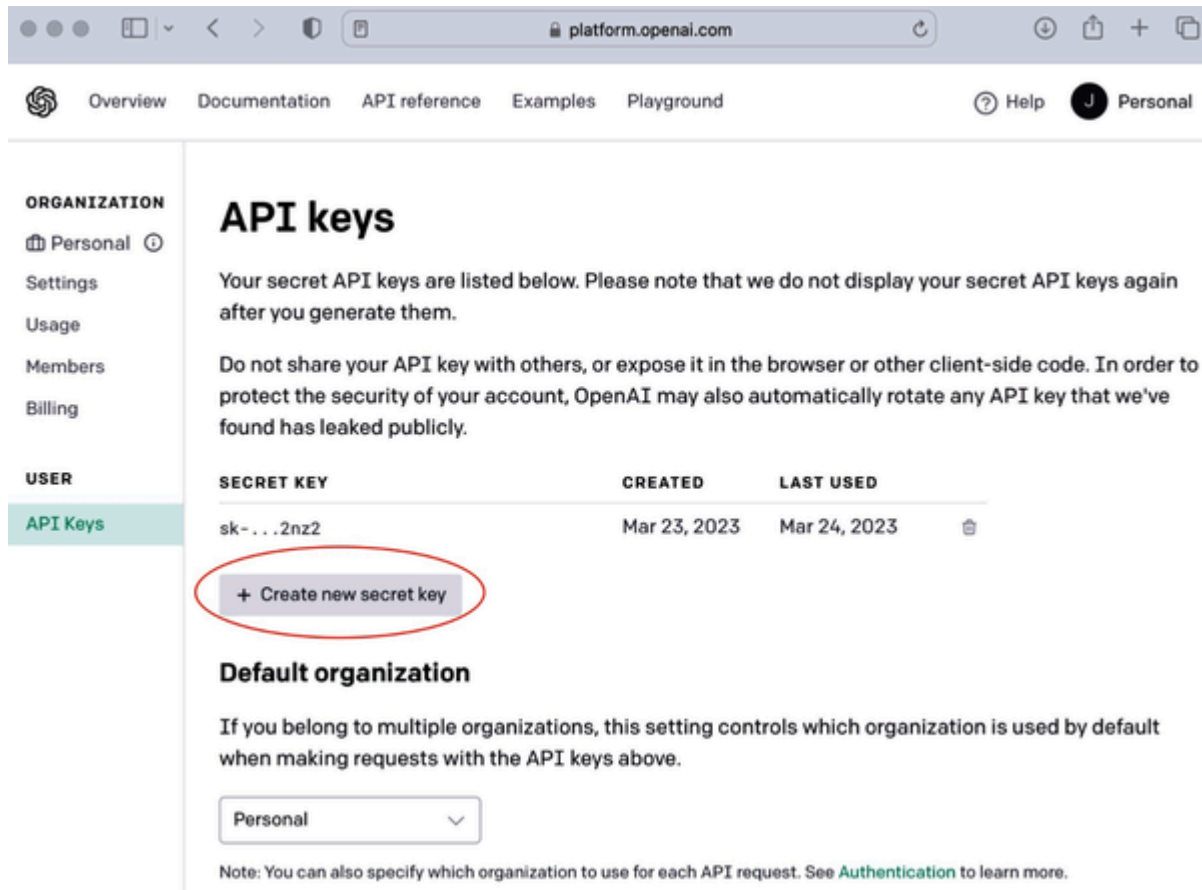 platform.openai.com
Overview Documentation API reference Examples Playground Help J Personal
ORGANIZATION
Personal
Settings
Usage
Members
Billing
USER
API Keys
API keys
Your secret API keys are listed below. Please note that we do not display your secret API keys again
after you generate them.
Do not share your API key with others, or expose it in the browser or other client-side code. In order to
protect the security of your account, OpenAI may also automatically rotate any API key that we've
found has leaked publicly.
SECRET KEY CREATED LAST USED
sk-...2nz2 Mar 23, 2023 Mar 24, 2023
+ Create new secret key
Default organization
If you belong to multiple organizations, this setting controls which organization is used by default
when making requests with the API keys above.
Personal
Note: You can also specify which organization to use for each API request. See Authentication to learn more.